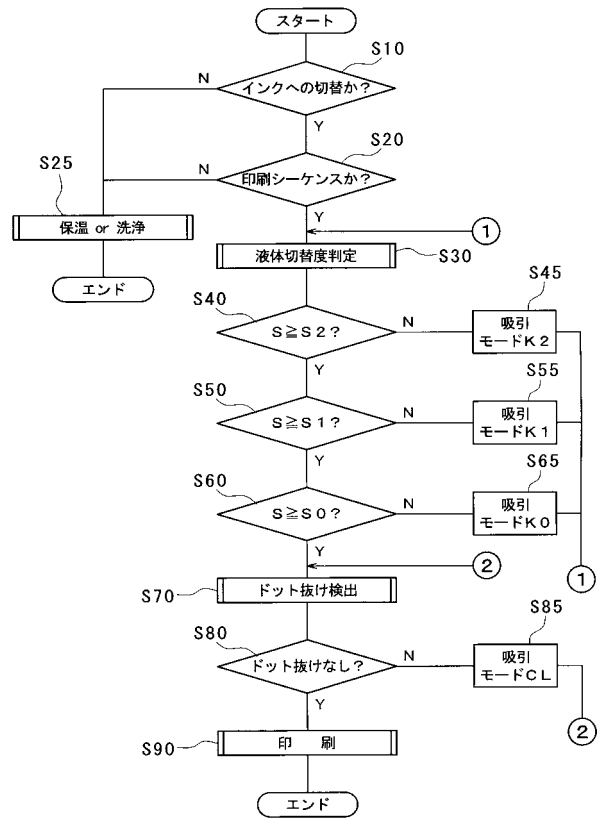 スタート
S10
インクへの切替か？
N
Y
S20
印刷シーケンスか？
N
Y
S25
保温 or 洗浄
エンド
①
液体切替度判定
S30
S40
S≧S2？
N
Y
S45
吸引
モードK2
S50
S≧S1？
N
Y
S55
吸引
モードK1
S60
S≧S0？
N
Y
S65
吸引
モードK0
①
②
S70
ドット抜け検出
S80
ドット抜けなし？
N
Y
S85
吸引
モードCL
②
S90
印 刷
エンド